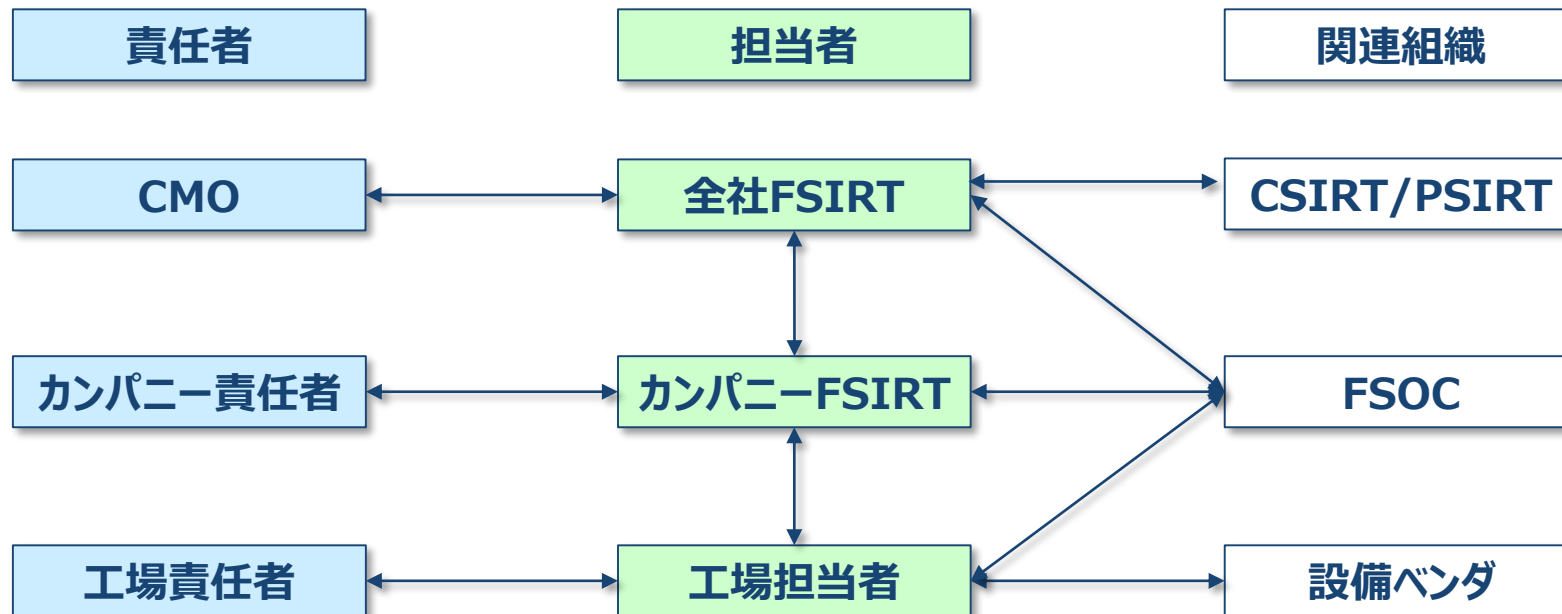 責任者
担当者
関連組織
CMO
全社FSIRT
CSIRT/PSIRT
カンパニー責任者
カンパニーFSIRT
FSOC
工場責任者
工場担当者
設備ベンダ